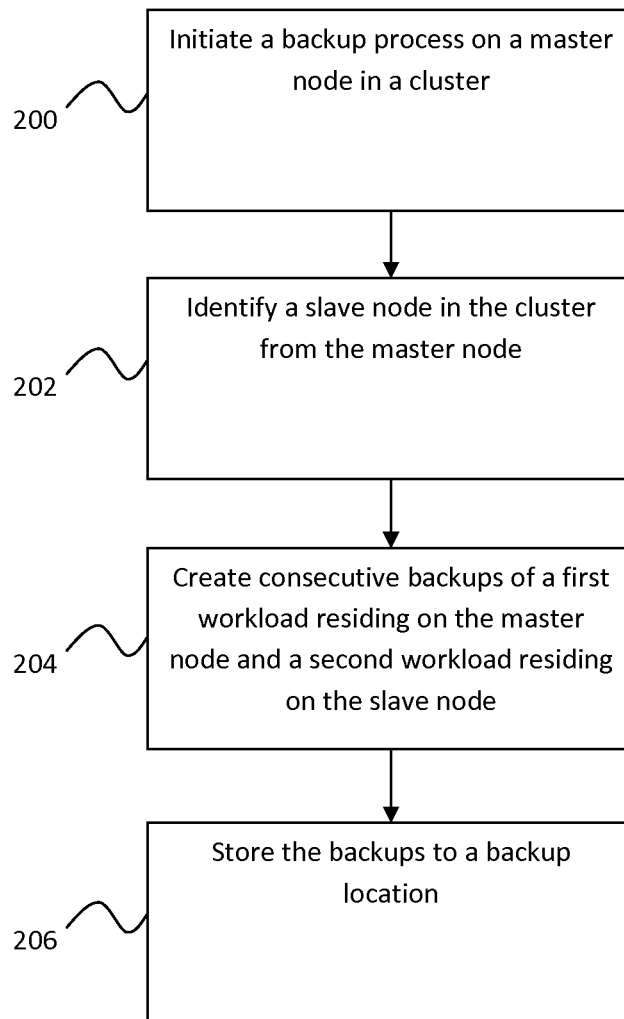 Initiate a backup process on a master
node in a cluster
200
Identify a slave node in the cluster
from the master node
202
Create consecutive backups of a first
workload residing on the master
node and a second workload residing
on the slave node
204
Store the backups to a backup
location
206